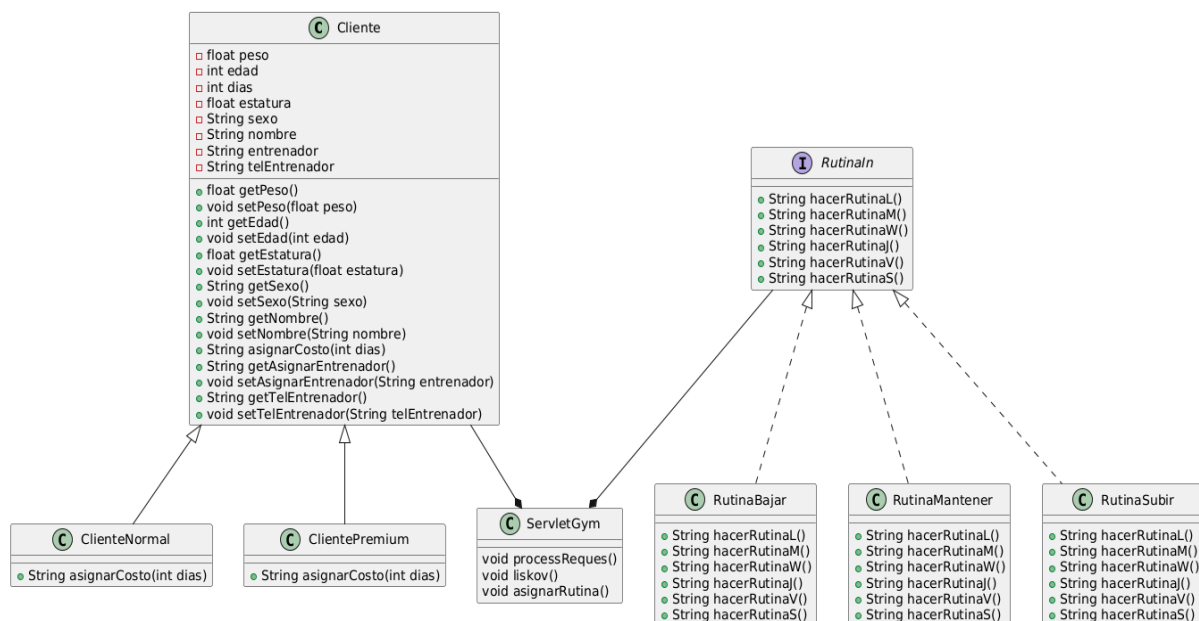 C Cliente
float peso
int edad
int dias
float estatura
String sexo
String nombre
String entrenador
String telEntrenador
float getPeso()
void setPeso(float peso)
int getEdad()
void setEdad(int edad)
float getEstatura()
void setEstatura(float estatura)
String getSexo()
void setSexo(String sexo)
String getNombre()
void setNombre(String nombre)
String asignarCosto(int dias)
String getAsignarEntrenador()
void setAsignarEntrenador(String entrenador)
String getTelEntrenador()
void setTelEntrenador(String telEntrenador)
I RutinaIn
String hacerRutinaL()
String hacerRutinaM()
String hacerRutinaW()
String hacerRutinaJ()
String hacerRutinaV()
String hacerRutinaS()
C ClienteNormal
String asignarCosto(int dias)
C ClientePremium
String asignarCosto(int dias)
C ServletGym
void processReques()
void liskov()
void asignarRutina()
C RutinaBajar
String hacerRutinaL()
String hacerRutinaM()
String hacerRutinaW()
String hacerRutinaJ()
String hacerRutinaV()
String hacerRutinaS()
C RutinaMantener
String hacerRutinaL()
String hacerRutinaM()
String hacerRutinaW()
String hacerRutinaJ()
String hacerRutinaV()
String hacerRutinaS()
C RutinaSubir
String hacerRutinaL()
String hacerRutinaM()
String hacerRutinaW()
String hacerRutinaJ()
String hacerRutinaV()
String hacerRutinaS()